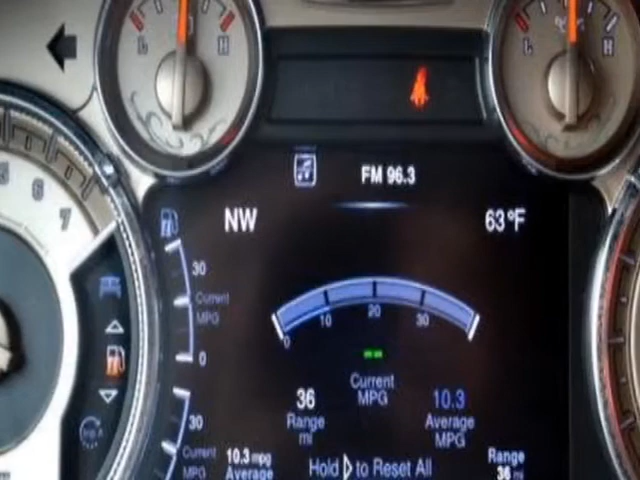 L H
L H
5 6 7
FM 96.3
NW
63°F
30
Current
MPG
0
0 10 20 30
Current
MPG
36
Range
mi
10.3
Average
MPG
30
Current
MPG
10.3 mpg
Average
Hold to Reset All
Range
36 mi